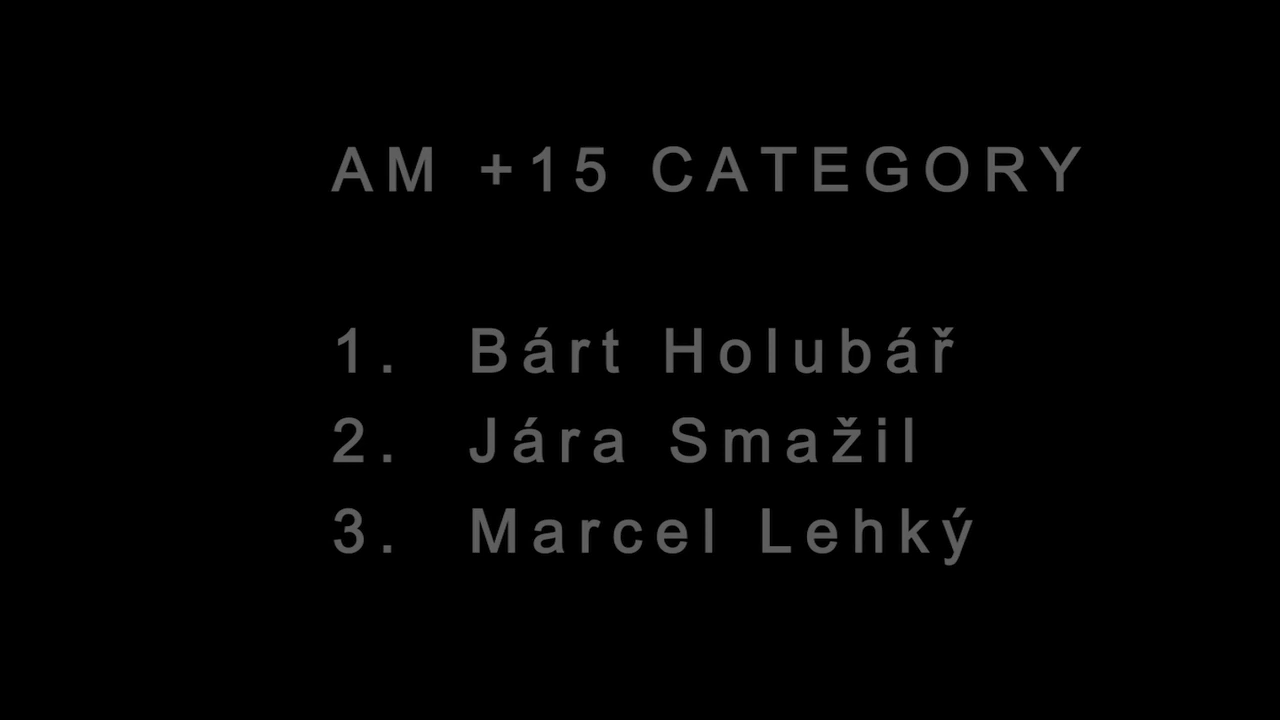 AM +15 CATEGORY
1. Bárt Holubář
2. Jára Smažil
3. Marcel Lehký